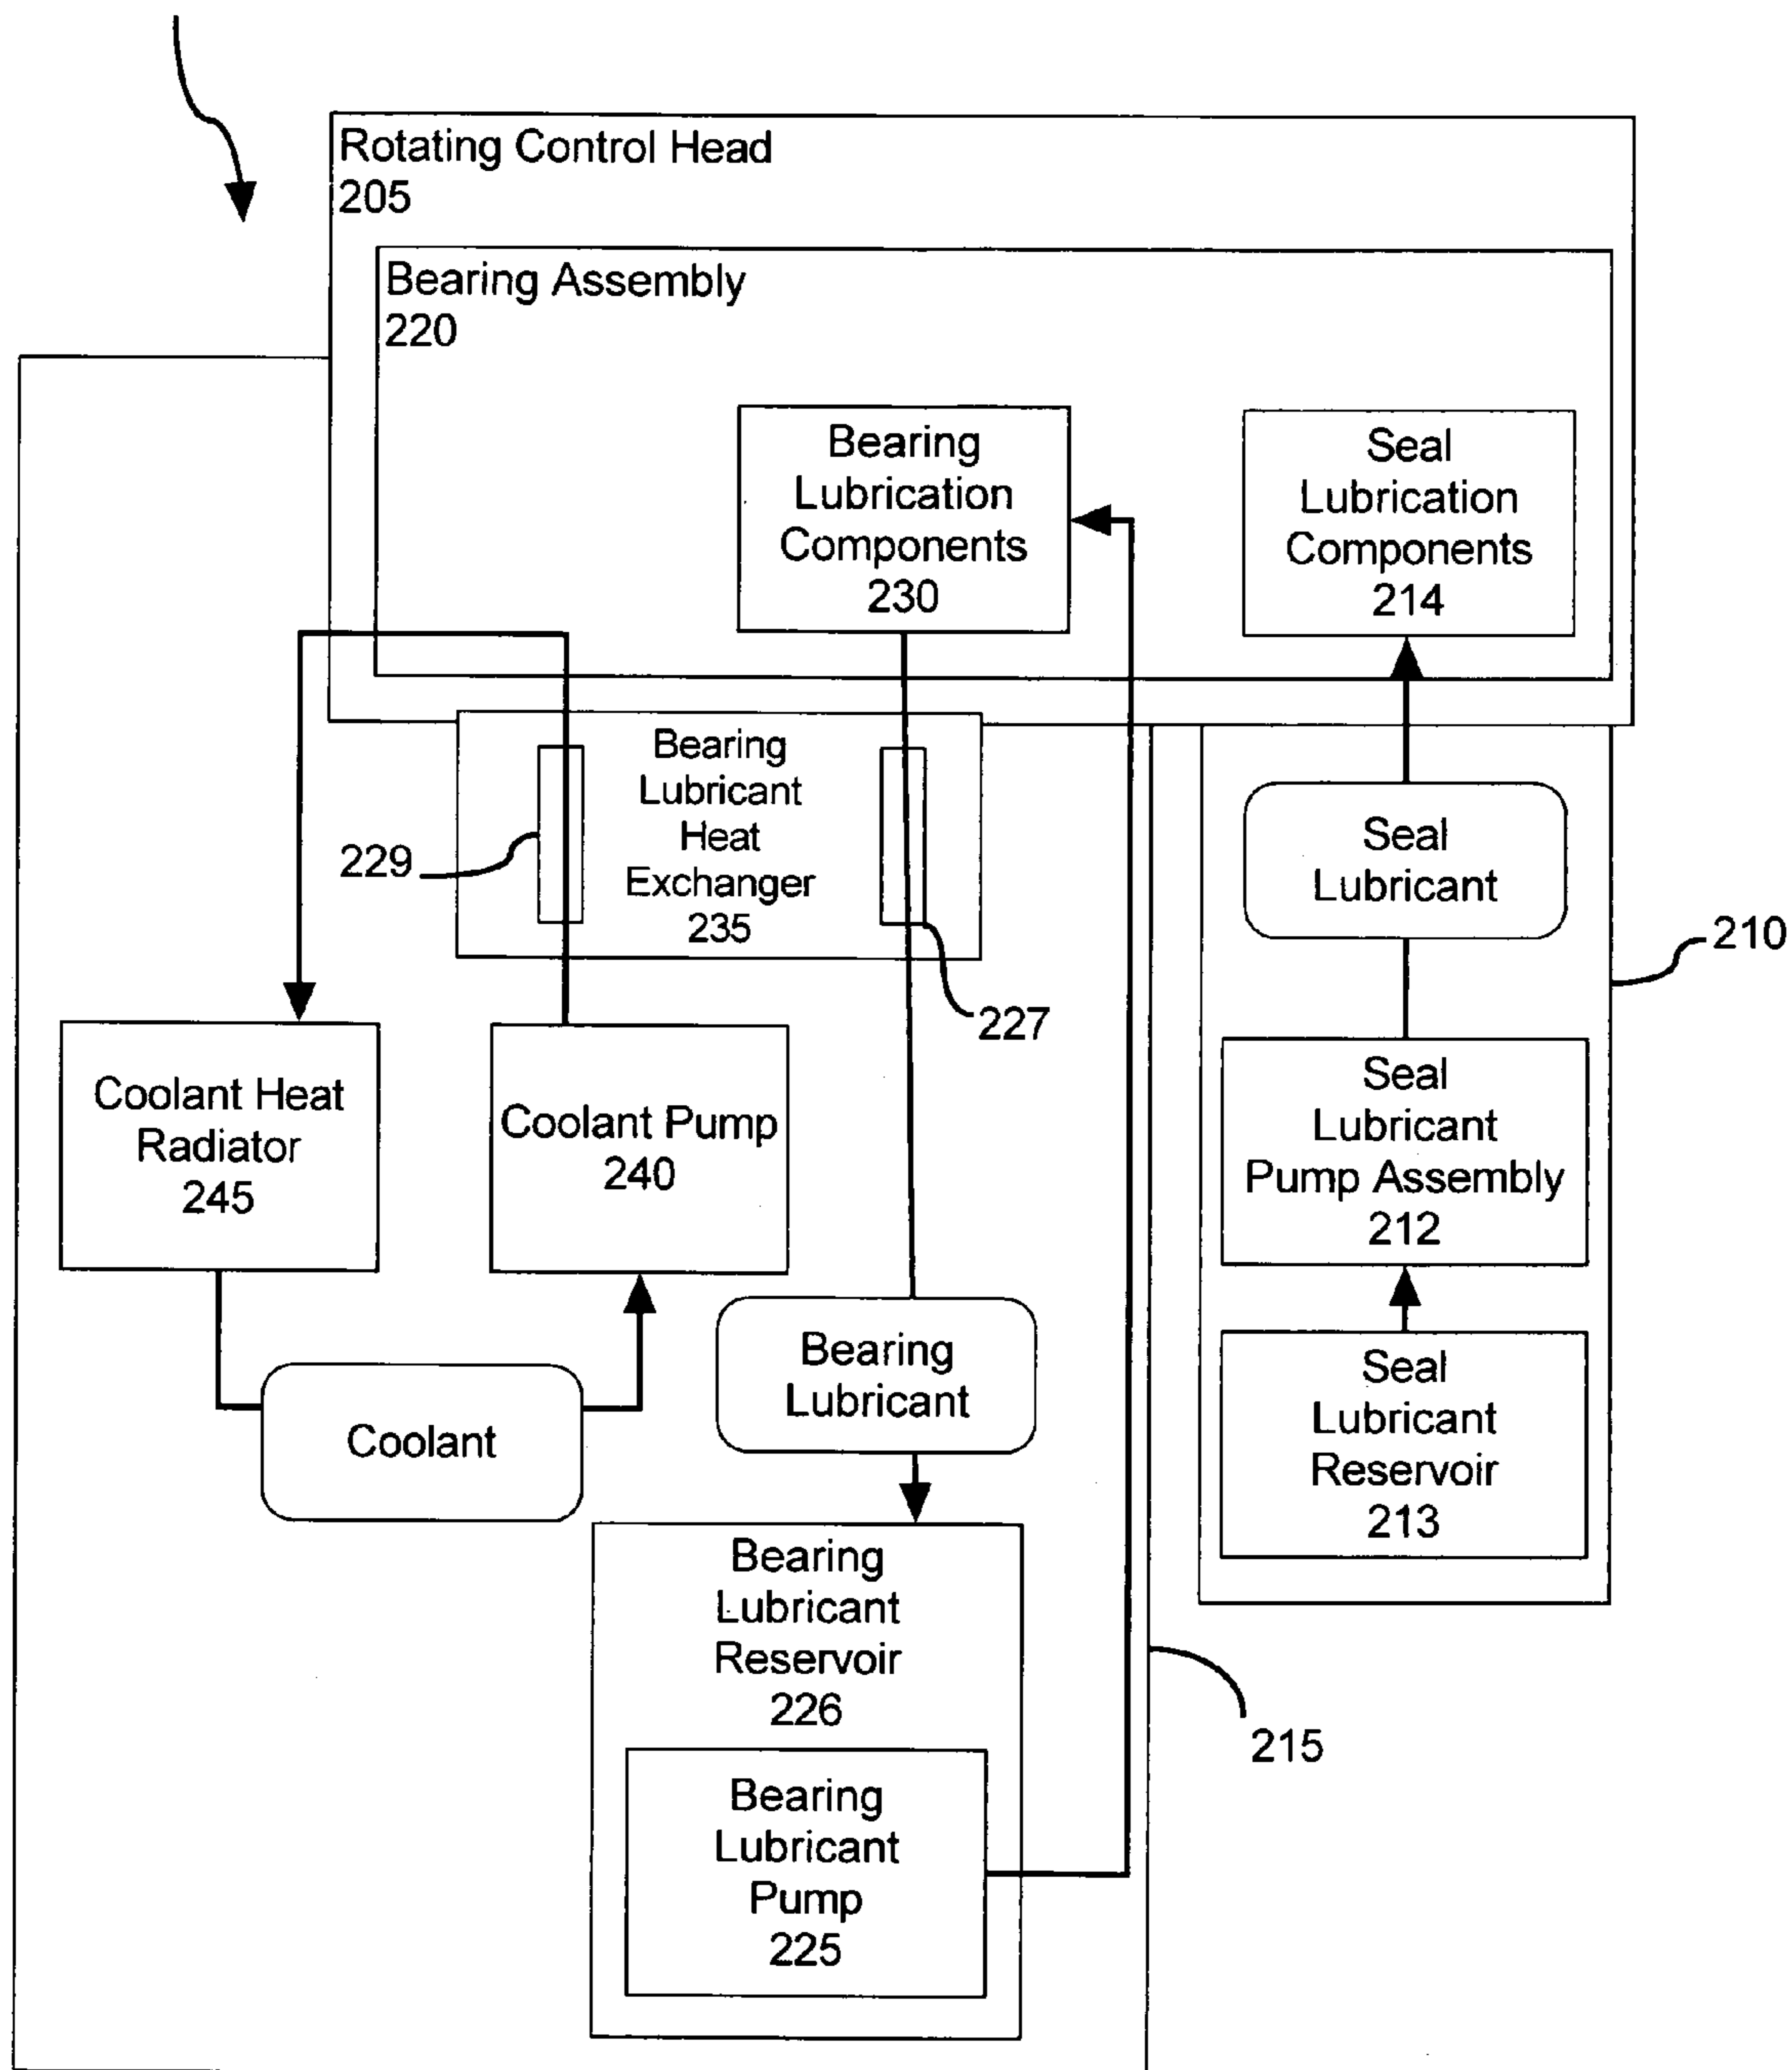 Rotating Control Head
205
Bearing Assembly
220
Bearing
Lubrication
Components
230
Seal
Lubrication
Components
214
Bearing
Lubricant
Heat
Exchanger
235
229
227
Seal
Lubricant
210
Coolant Heat
Radiator
245
Coolant Pump
240
Seal
Lubricant
Pump Assembly
212
Bearing
Lubricant
Coolant
Seal
Lubricant
Reservoir
213
Bearing
Lubricant
Reservoir
226
215
Bearing
Lubricant
Pump
225